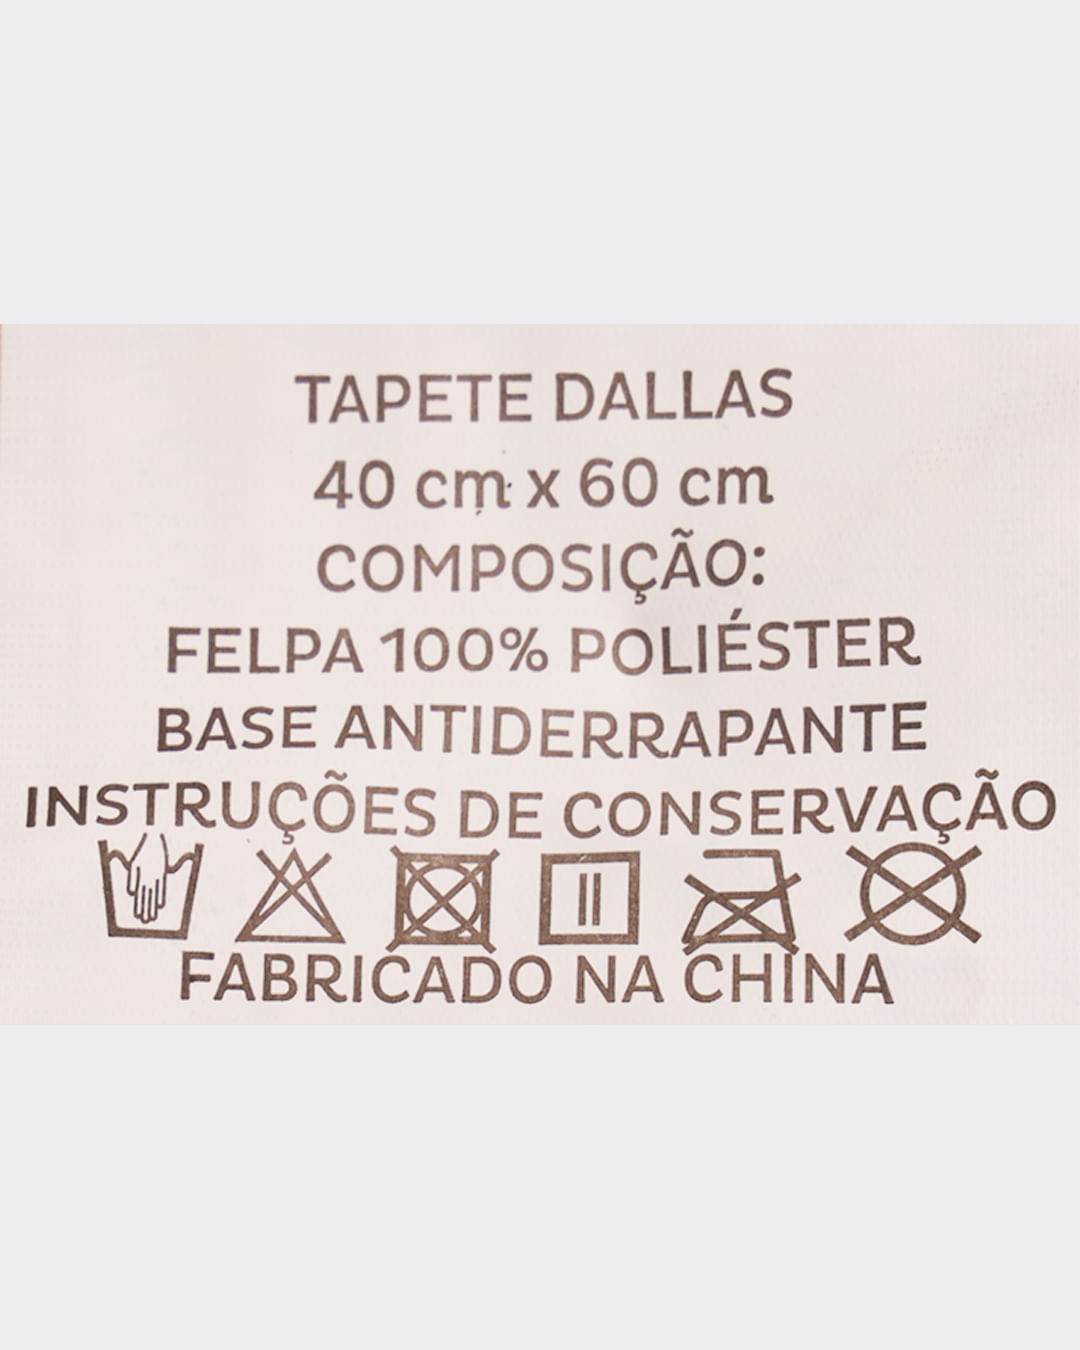 TAPETE DALLAS
40 cm x 60 cm
COMPOSIÇÃO:
FELPA 100% POLIÉSTER
BASE ANTIDERRAPANTE
INSTRUÇÕES DE CONSERVAÇÃO
FABRICADO NA CHINA